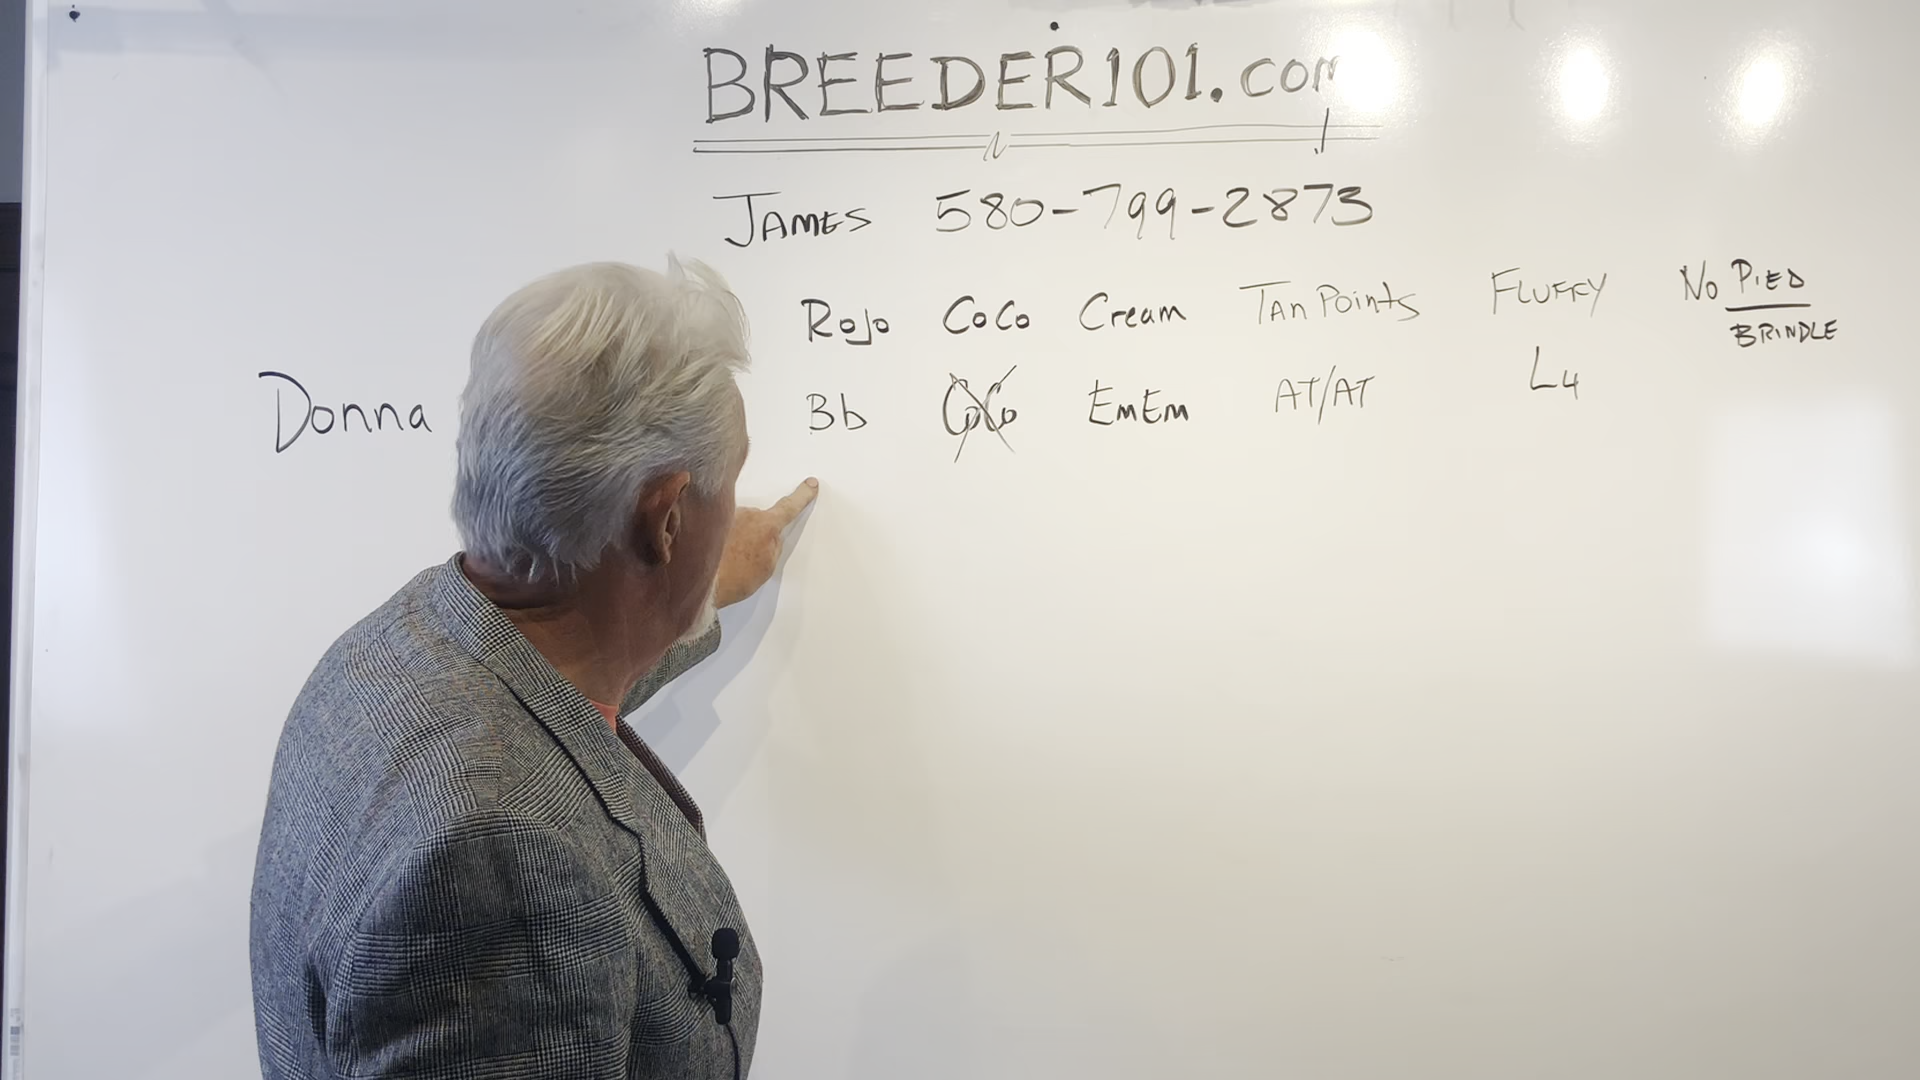 BREEDER101.com
JAMES 580-799-2873
Rojo CoCo Cream Tan Points FLUFFY No PIED
BRINDLE
Donna Bb CoCo EmEm AT/AT L4